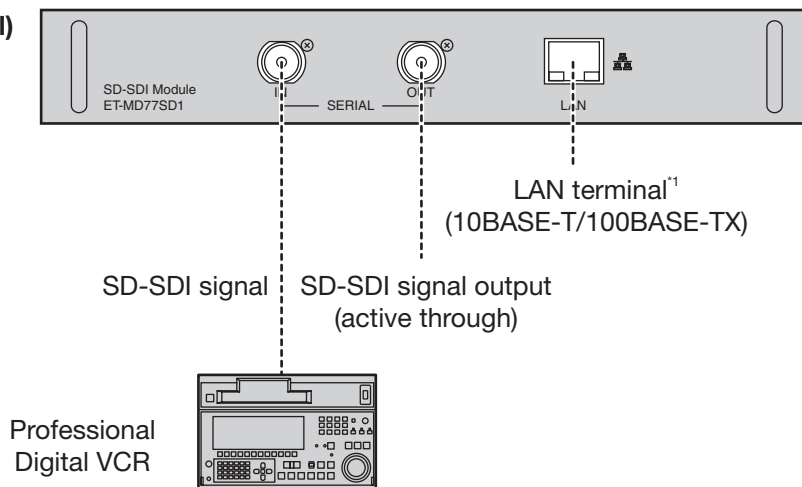 l)
SD-SDI Module
ET-MD77SD1
IN
SERIAL
OUT
LAN
LAN terminal*1
(10BASE-T/100BASE-TX)
SD-SDI signal
SD-SDI signal output
(active through)
Professional
Digital VCR